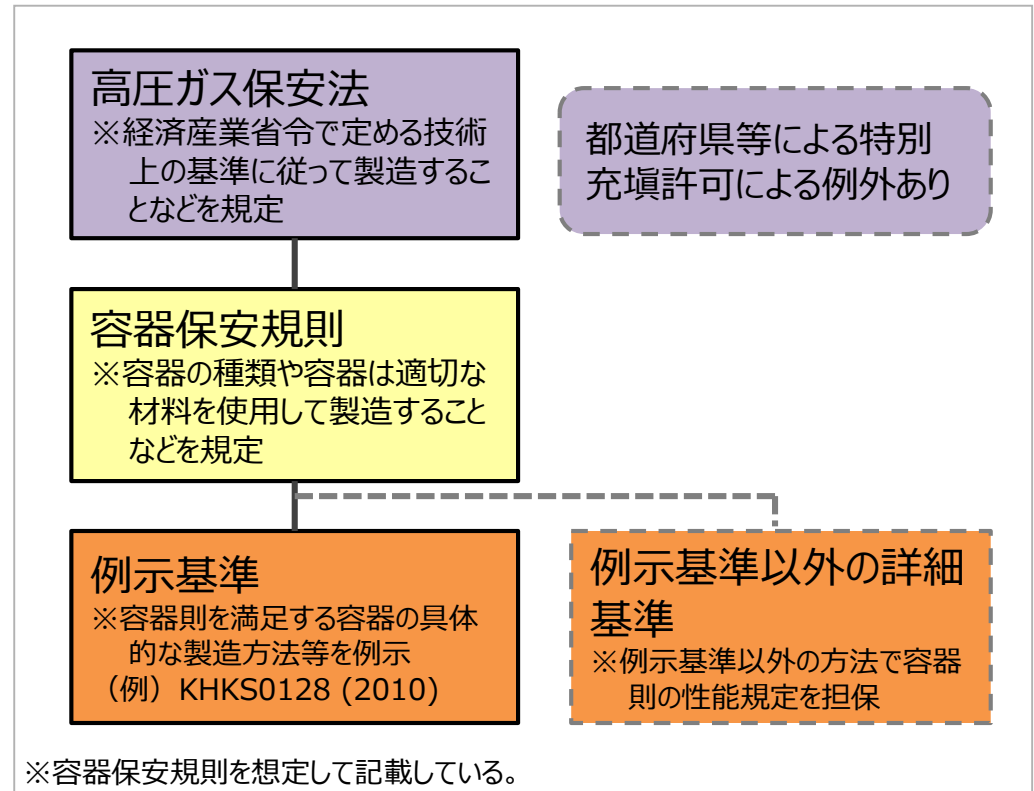 高圧ガス保安法
※経済産業省令で定める技術
上の基準に従って製造するこ
となどを規定
都道府県等による特別
充塡許可による例外あり
容器保安規則
※容器の種類や容器は適切な
材料を使用して製造すること
などを規定
例示基準
※容器則を満足する容器の具体
的な製造方法等を例示
（例）KHKS0128 (2010)
例示基準以外の詳細
基準
※例示基準以外の方法で容器
則の性能規定を担保
※容器保安規則を想定して記載している。